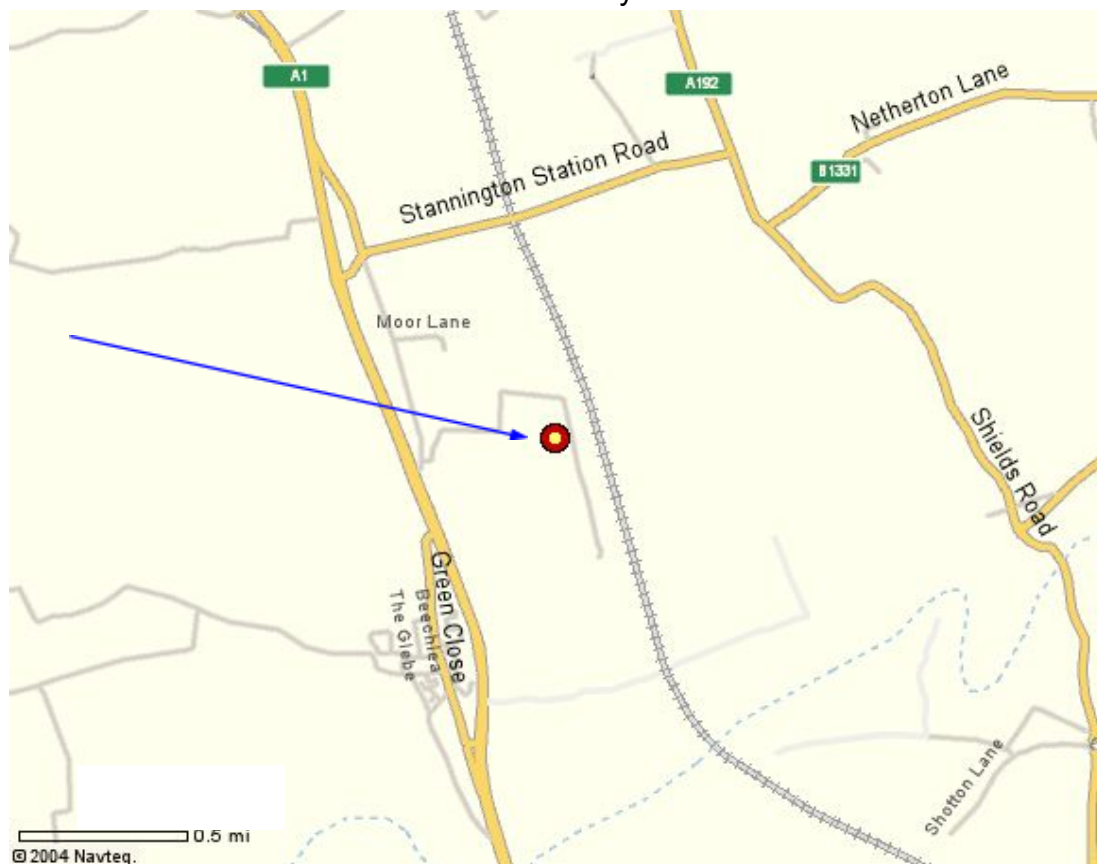 A1
A192
Netherton Lane
B1331
Stannington Station Road
Moor Lane
Shields Road
Green Close
Beechlea
The Glebe
Shotton Lane
0.5 mi
© 2004 Navteq.